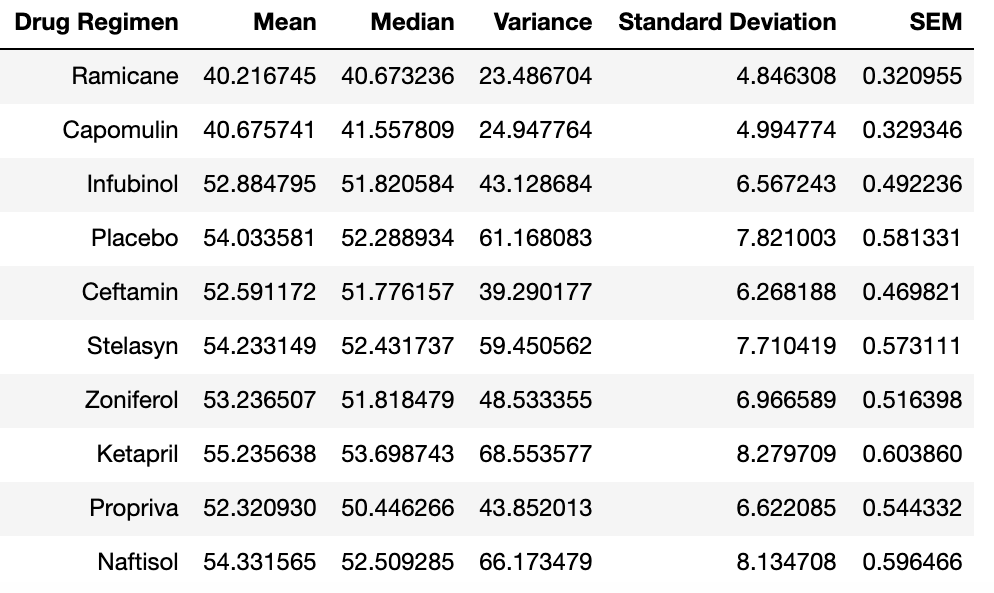 Drug Regimen Mean Median Variance Standard Deviation SEM
Ramicane 40.216745 40.673236 23.486704 4.846308 0.320955
Capomulin 40.675741 41.557809 24.947764 4.994774 0.329346
Infubinol 52.884795 51.820584 43.128684 6.567243 0.492236
Placebo 54.033581 52.288934 61.168083 7.821003 0.581331
Ceftamin 52.591172 51.776157 39.290177 6.268188 0.469821
Stelasyn 54.233149 52.431737 59.450562 7.710419 0.573111
Zoniferol 53.236507 51.818479 48.533355 6.966589 0.516398
Ketapril 55.235638 53.698743 68.553577 8.279709 0.603860
Propriva 52.320930 50.446266 43.852013 6.622085 0.544332
Naftisol 54.331565 52.509285 66.173479 8.134708 0.596466